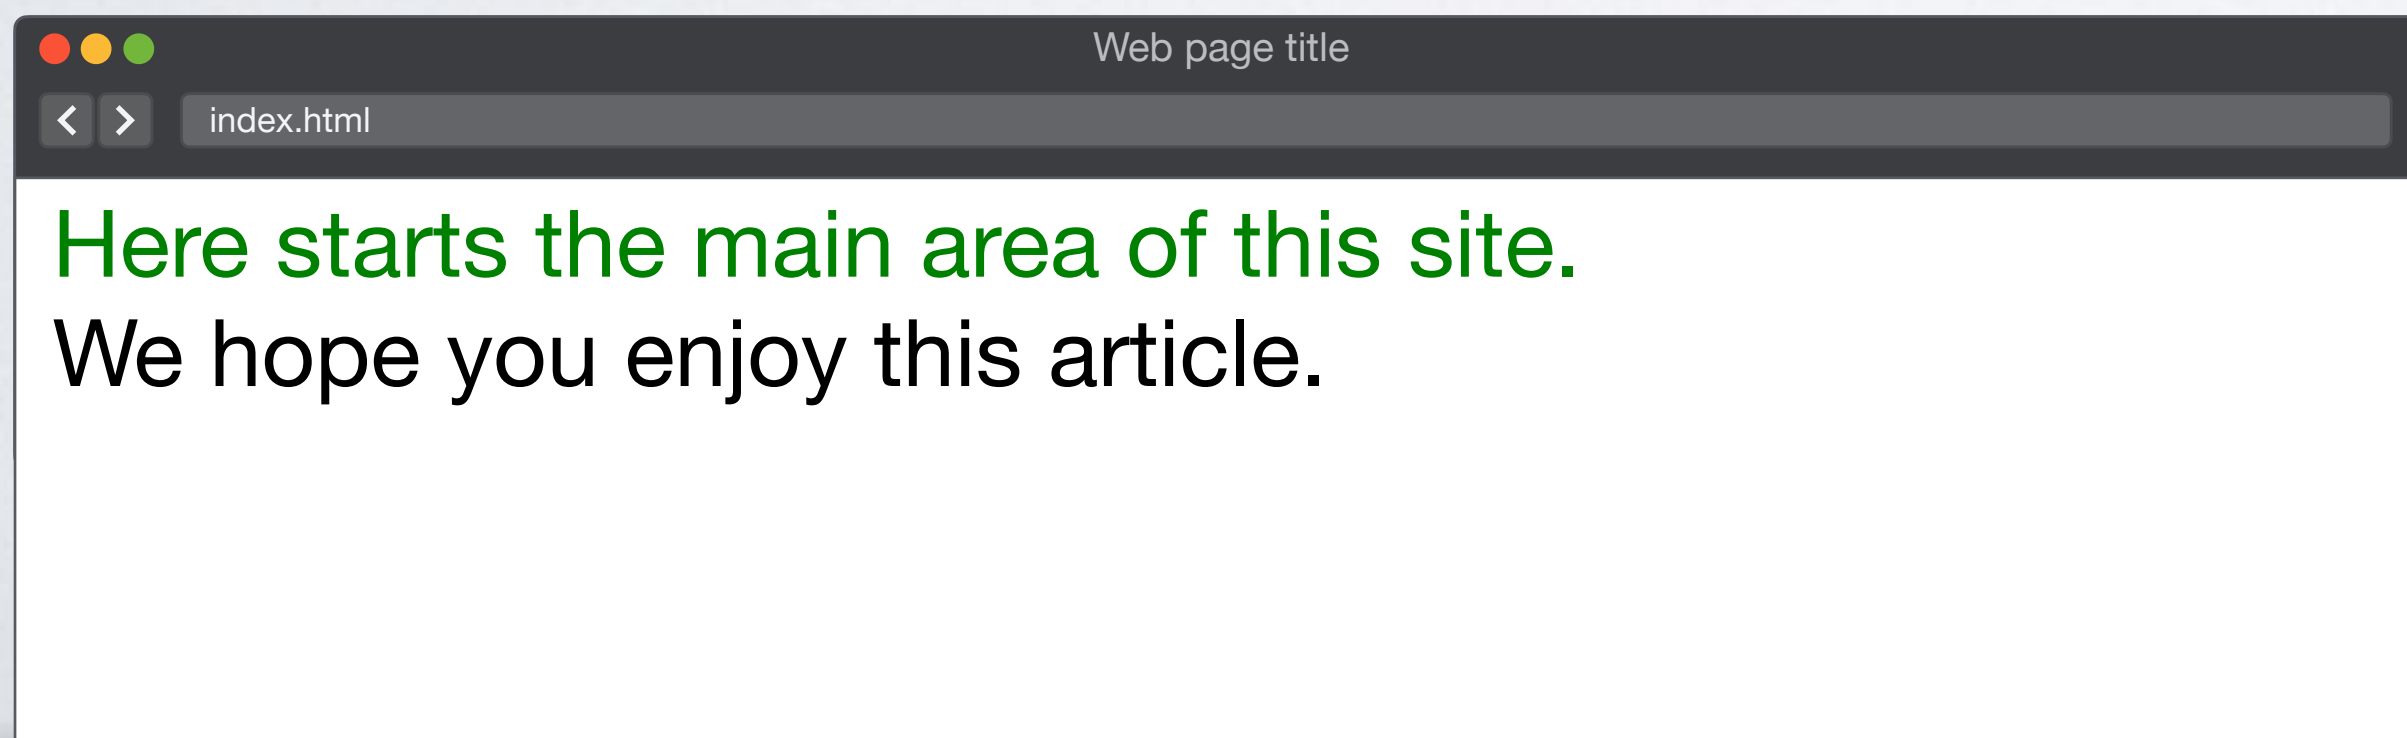 Web page title
index.html
Here starts the main area of this site.
We hope you enjoy this article.